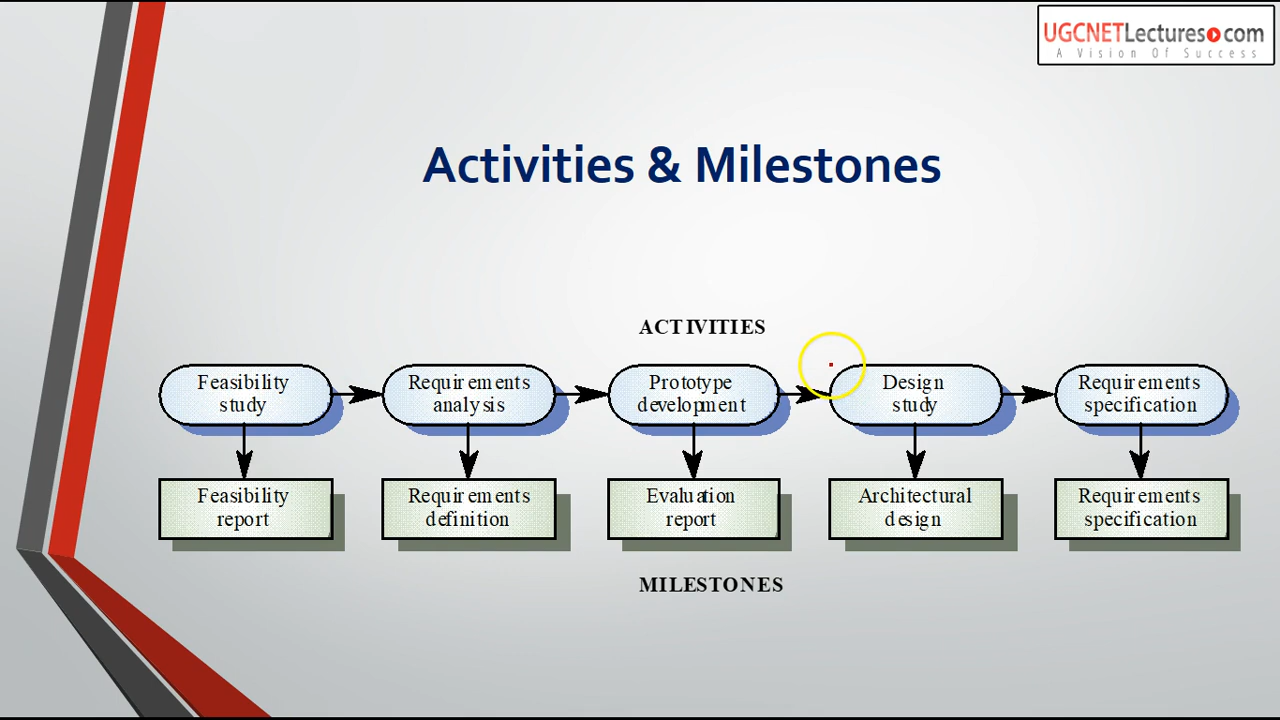 UGCNETLectures.com
A Vision Of Success
Activities & Milestones
ACTIVITIES
Feasibility
study
Requirements
analysis
Prototype
development
Design
study
Requirements
specification
Feasibility
report
Requirements
definition
Evaluation
report
Architectural
design
Requirements
specification
MILESTONES